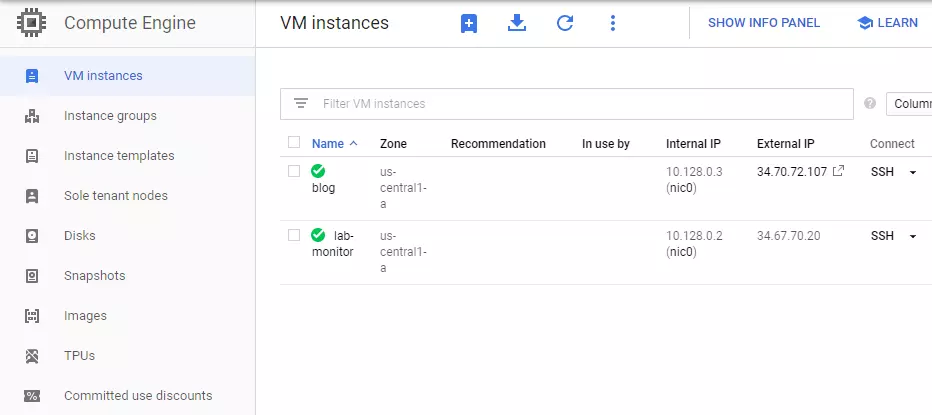 Compute Engine
VM instances
SHOW INFO PANEL
LEARN
VM instances
Instance groups
Instance templates
Sole tenant nodes
Disks
Snapshots
Images
TPUs
Committed use discounts
Filter VM instances
?
Colum
Name Zone Recommendation In use by Internal IP External IP Connect
blog
us-
central1-
a
10.128.0.3
(nic0)
34.70.72.107
SSH
lab-
monitor
us-
central1-
a
10.128.0.2
(nic0)
34.67.70.20
SSH